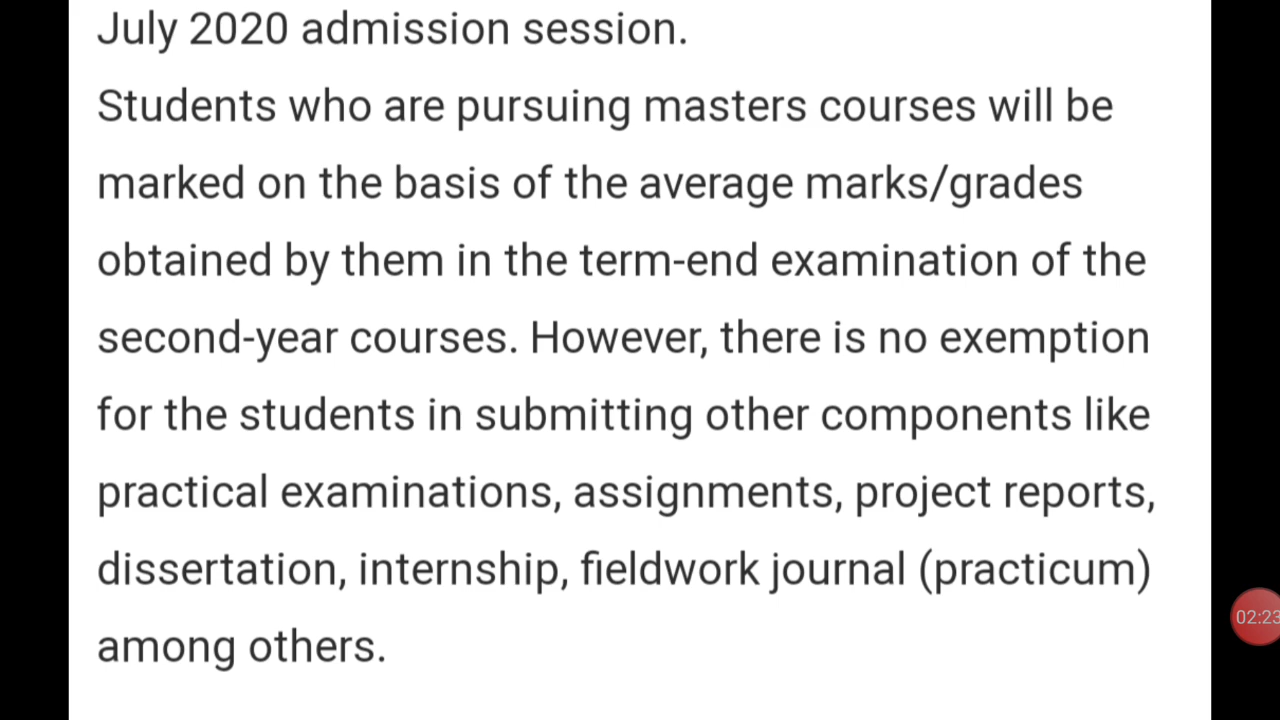 July 2020 admission session.
Students who are pursuing masters courses will be
marked on the basis of the average marks/grades
obtained by them in the term-end examination of the
second-year courses. However, there is no exemption
for the students in submitting other components like
practical examinations, assignments, project reports,
dissertation, internship, fieldwork journal (practicum)
among others.
02:23